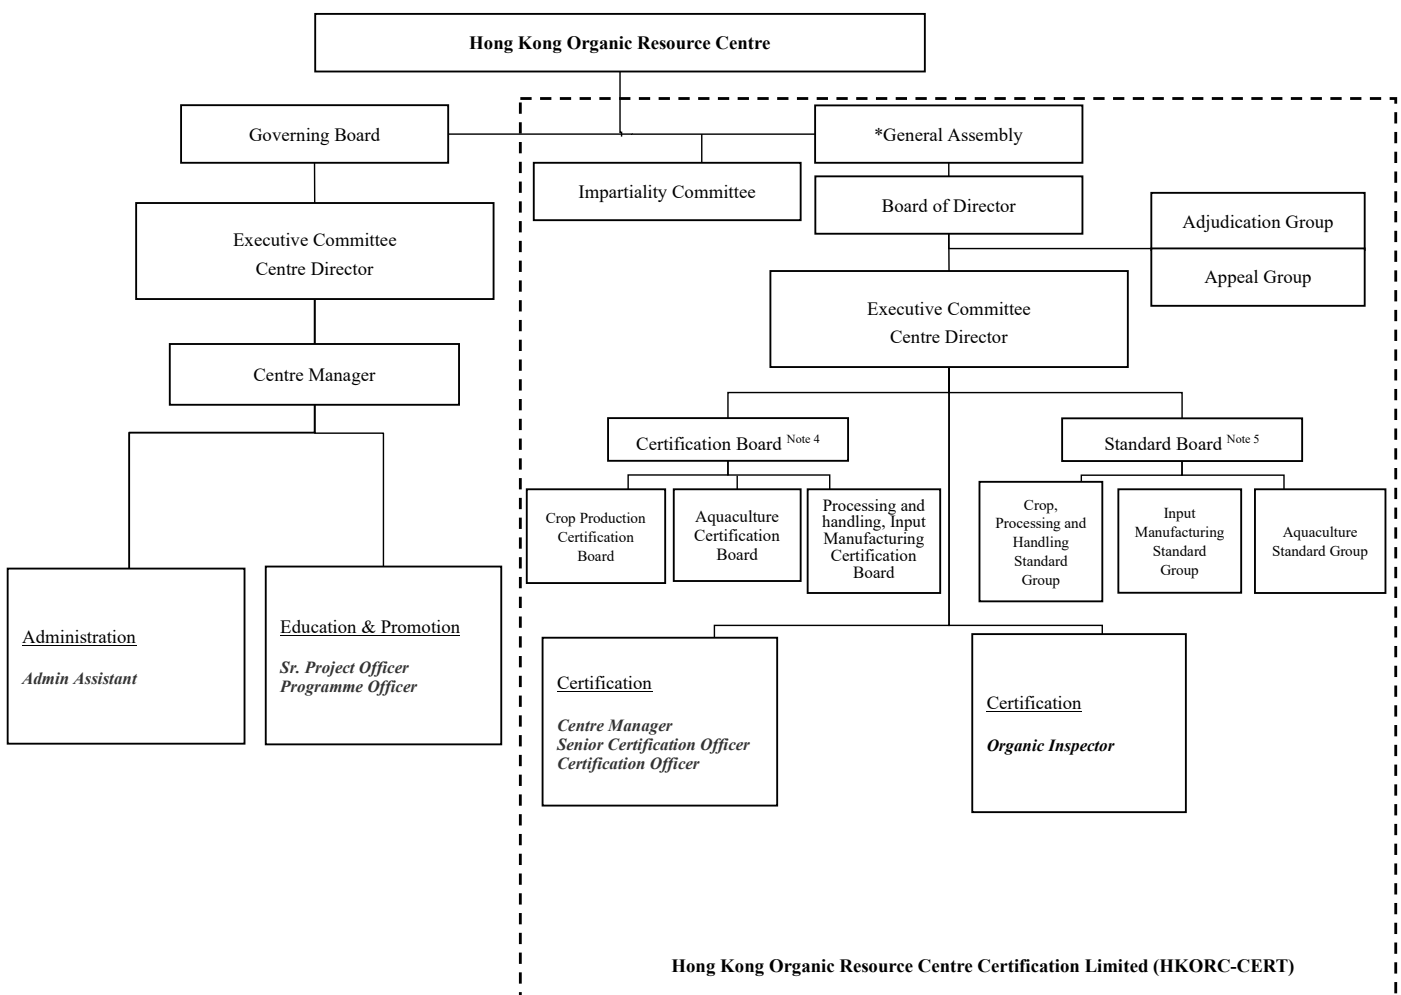 Hong Kong Organic Resource Centre
Governing Board
*General Assembly
Impartiality Committee
Board of Director
Adjudication Group
Appeal Group
Executive Committee
Centre Director
Executive Committee
Centre Director
Centre Manager
Certification Board Note 4
Standard Board Note 5
Crop Production
Certification
Board
Aquaculture
Certification
Board
Processing and
handling, Input
Manufacturing
Certification
Board
Crop,
Processing and
Handling
Standard
Group
Input
Manufacturing
Standard
Group
Aquaculture
Standard Group
Administration
Admin Assistant
Education & Promotion
Sr. Project Officer
Programme Officer
Certification
Centre Manager
Senior Certification Officer
Certification Officer
Certification
Organic Inspector
Hong Kong Organic Resource Centre Certification Limited (HKORC-CERT)